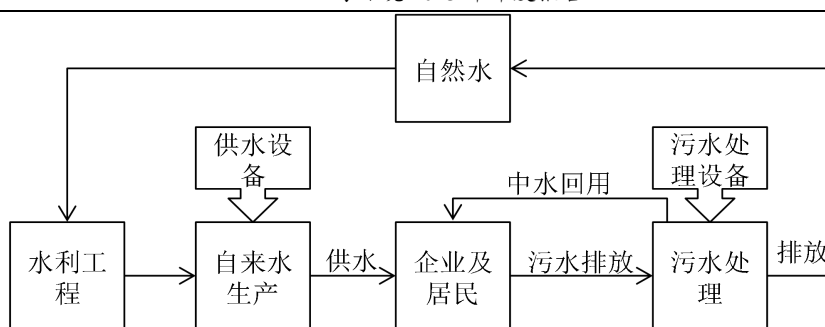 自然水
供水设
备
污水处
理设备
中水回用
水利工
程
自来水
生产
供水
企业及
居民
污水排放
污水处
理
排放